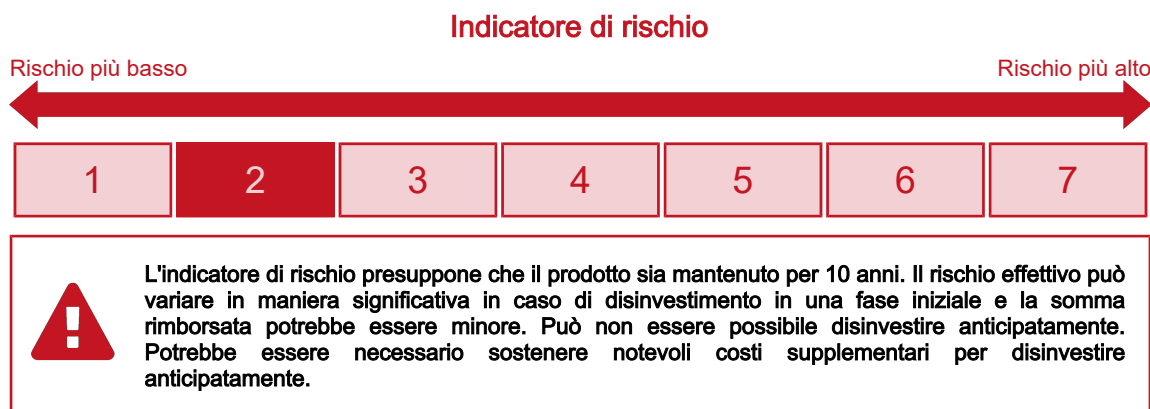 Indicatore di rischio
Rischio più basso
Rischio più alto
1 2 3 4 5 6 7
L'indicatore di rischio presuppone che il prodotto sia mantenuto per 10 anni. Il rischio effettivo può
variare in maniera significativa in caso di disinvestimento in una fase iniziale e la somma
rimborsata potrebbe essere minore. Può non essere possibile disinvestire anticipatamente.
Potrebbe essere necessario sostenere notevoli costi supplementari per disinvestire
anticipatamente.